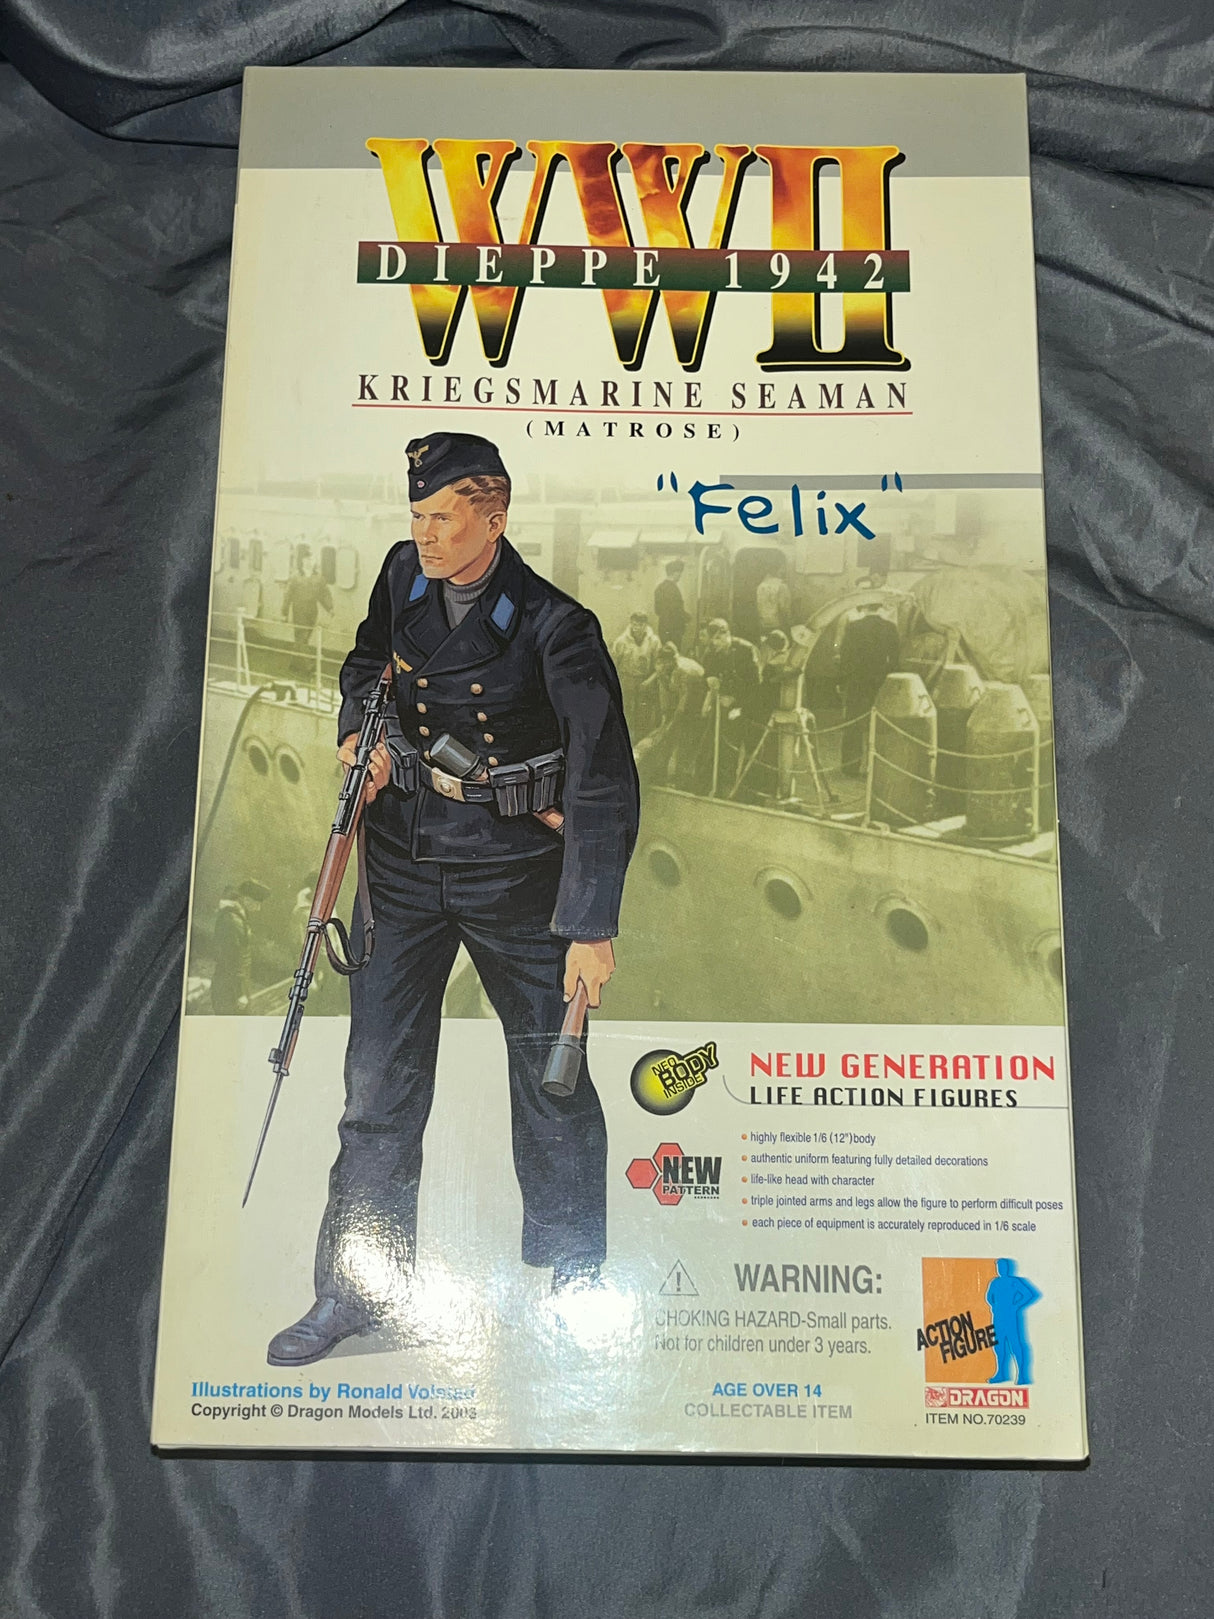 WWII
DIEPPE 1942
KRIEGSMARINE SEAMAN
(MATROSE)
"Felix"
NEO
BODY
INSIDE
NEW GENERATION
LIFE ACTION FIGURES
NEW
PATTERN
highly flexible 1/6 (12")body
authentic uniform featuring fully detailed decorations
life-like head with character
triple jointed arms and legs allow the figure to perform difficult poses
each piece of equipment is accurately reproduced in 1/6 scale
WARNING:
CHOKING HAZARD-Small parts.
Not for children under 3 years.
ACTION
FIGURE
Illustrations by Ronald Volstad
Copyright © Dragon Models Ltd.
AGE OVER 14
COLLECTABLE ITEM
DRAGON
ITEM NO.70239